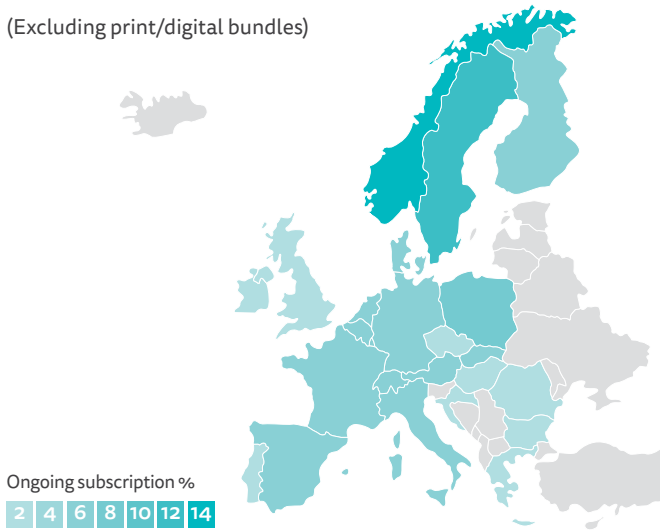 (Excluding print/digital bundles)
Ongoing subscription %
2 4 6 8 10 12 14